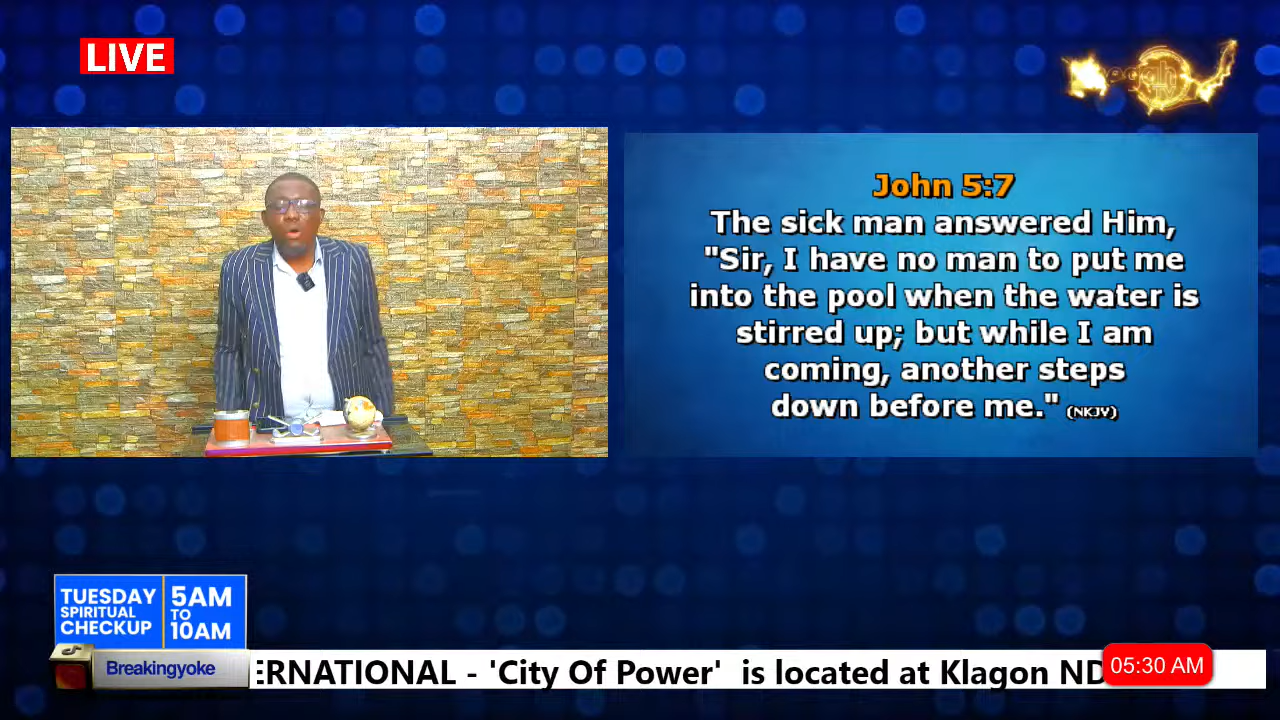 LIVE
egah
TV
John 5:7
The sick man answered Him,
"Sir, I have no man to put me
into the pool when the water is
stirred up; but while I am
coming, another steps
down before me." (NKJV)
TUESDAY
SPIRITUAL
CHECKUP
5AM
TO
10AM
Breakingyoke
ERNATIONAL - 'City Of Power' is located at Klagon ND
05:30 AM